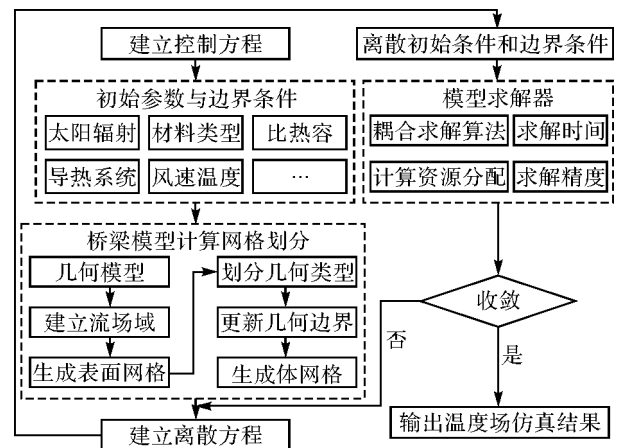 建立控制方程
初始参数与边界条件
太阳辐射 材料类型 比热容
导热系统 风速温度 …
桥梁模型计算网格划分
几何模型 划分几何类型
建立流场域 更新几何边界
生成表面网格 生成体网格
建立离散方程
离散初始条件和边界条件
模型求解器
耦合求解算法 求解时间
计算资源分配 求解精度
收敛
否
是
输出温度场仿真结果